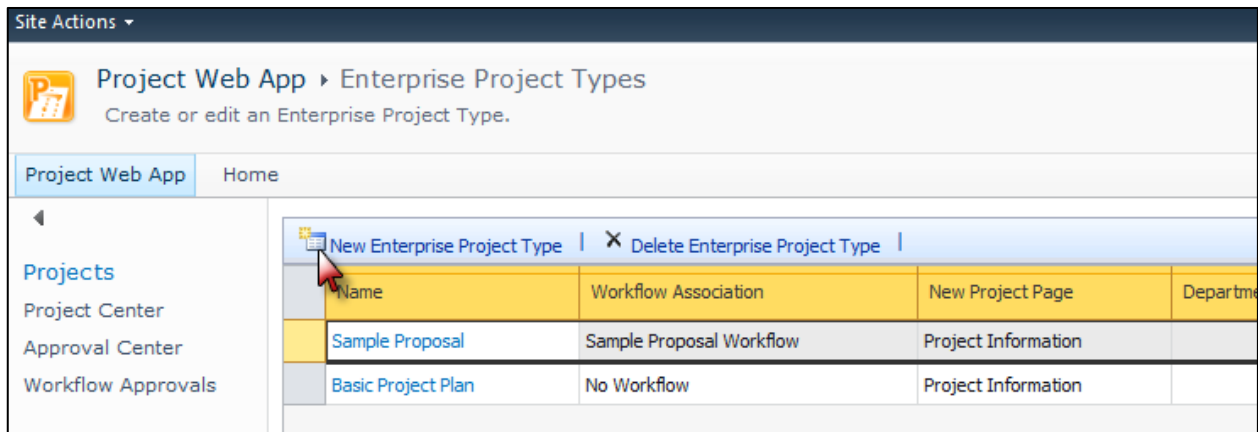 Site Actions
Project Web App ▸ Enterprise Project Types
Create or edit an Enterprise Project Type.
Project Web App Home
New Enterprise Project Type | Delete Enterprise Project Type |
Projects
Project Center
Approval Center
Workflow Approvals
Name Workflow Association New Project Page Departme
Sample Proposal Sample Proposal Workflow Project Information
Basic Project Plan No Workflow Project Information